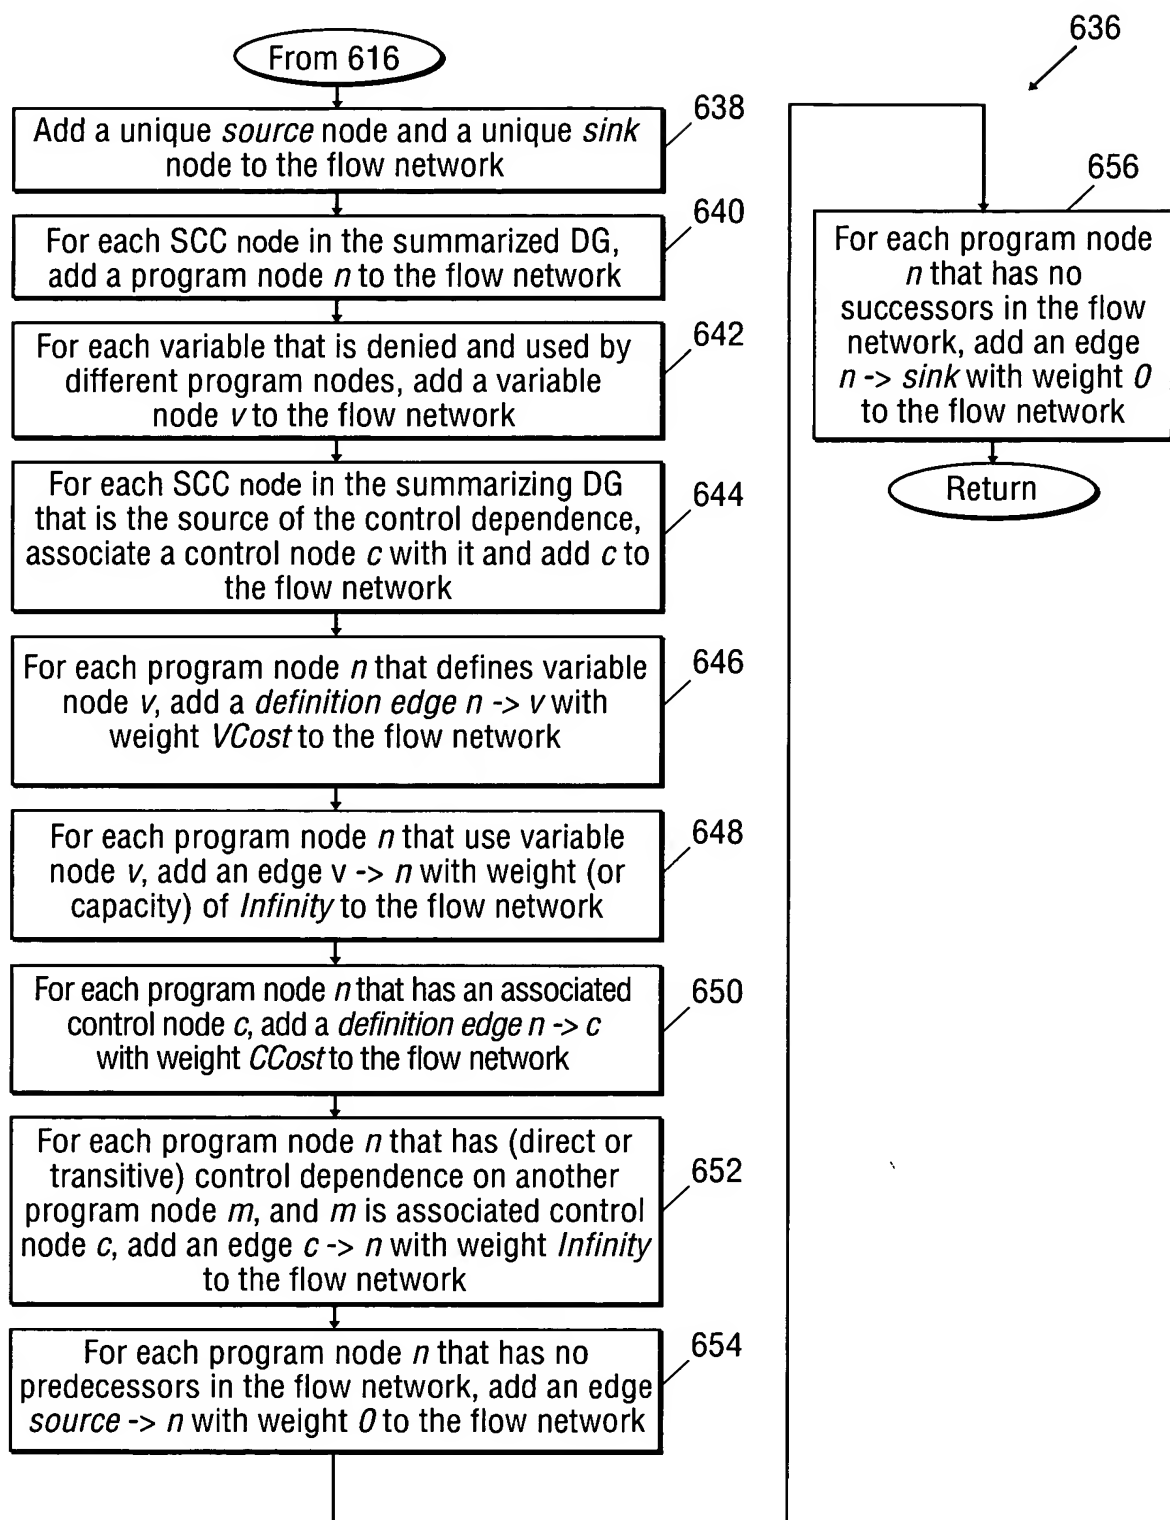 636
From 616
638
Add a unique source node and a unique sink
node to the flow network
640
For each SCC node in the summarized DG,
add a program node n to the flow network
642
For each variable that is denied and used by
different program nodes, add a variable
node v to the flow network
644
For each SCC node in the summarizing DG
that is the source of the control dependence,
associate a control node c with it and add c to
the flow network
646
For each program node n that defines variable
node v, add a definition edge n -> v with
weight VCost to the flow network
648
For each program node n that use variable
node v, add an edge v -> n with weight (or
capacity) of Infinity to the flow network
650
For each program node n that has an associated
control node c, add a definition edge n -> c
with weight CCost to the flow network
652
For each program node n that has (direct or
transitive) control dependence on another
program node m, and m is associated control
node c, add an edge c -> n with weight Infinity
to the flow network
654
For each program node n that has no
predecessors in the flow network, add an edge
source -> n with weight 0 to the flow network
656
For each program node
n that has no
successors in the flow
network, add an edge
n -> sink with weight 0
to the flow network
Return